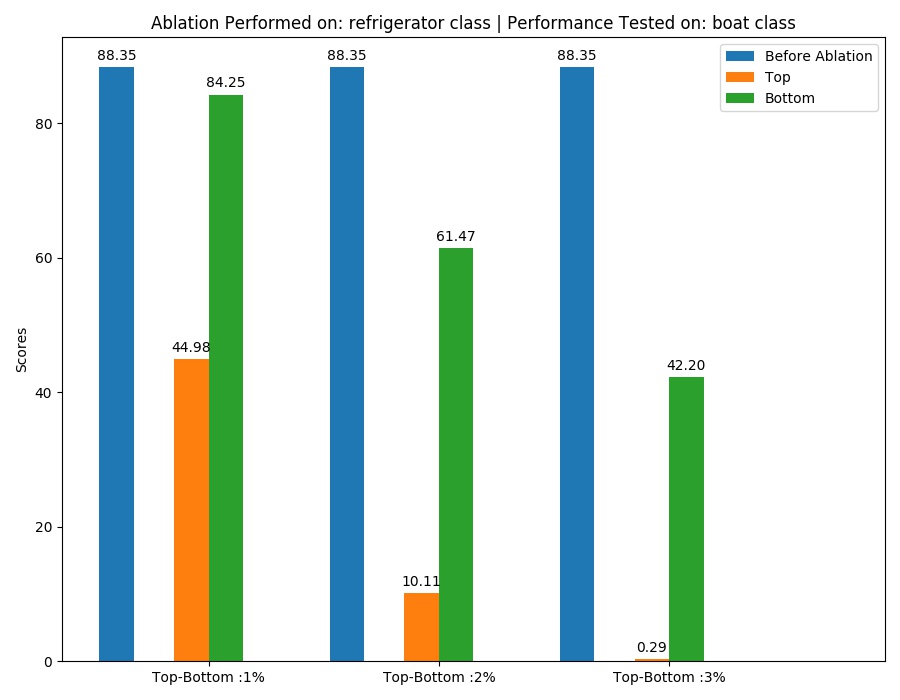 Ablation Performed on: refrigerator class | Performance Tested on: boat class
88.35
88.35
88.35
Before Ablation
Top
Bottom
84.25
80
61.47
60
Scores
44.98
42.20
40
20
10.11
0.29
0
Top-Bottom :1%
Top-Bottom :2%
Top-Bottom :3%